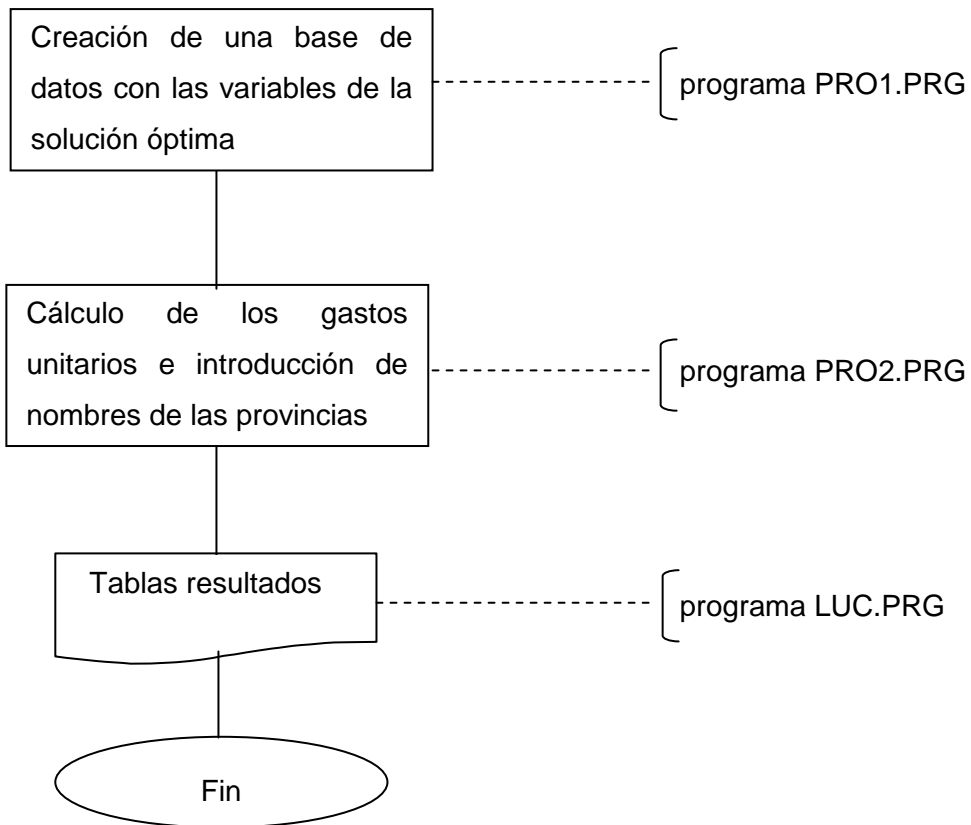 Creación de una base de
datos con las variables de la
solución óptima
programa PRO1.PRG
Cálculo de los gastos
unitarios e introducción de
nombres de las provincias
programa PRO2.PRG
Tablas resultados
programa LUC.PRG
Fin